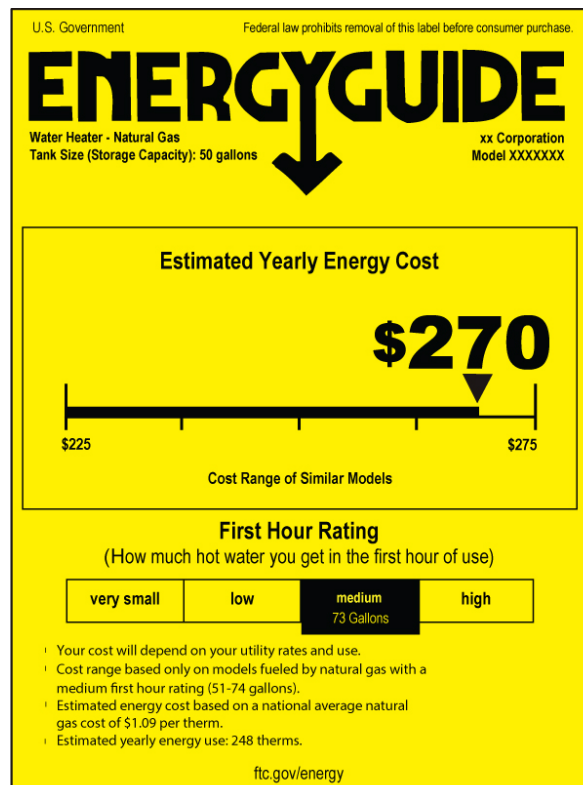 U.S. Government Federal law prohibits removal of this label before consumer purchase.
ENERGYGUIDE
Water Heater - Natural Gas xx Corporation
Tank Size (Storage Capacity): 50 gallons Model XXXXXXX
Estimated Yearly Energy Cost
$270
$225 $275
Cost Range of Similar Models
First Hour Rating
(How much hot water you get in the first hour of use)
very small low medium high
73 Gallons
Your cost will depend on your utility rates and use.
Cost range based only on models fueled by natural gas with a
medium first hour rating (51-74 gallons).
Estimated energy cost based on a national average natural
gas cost of $1.09 per therm.
Estimated yearly energy use: 248 therms.
ftc.gov/energy